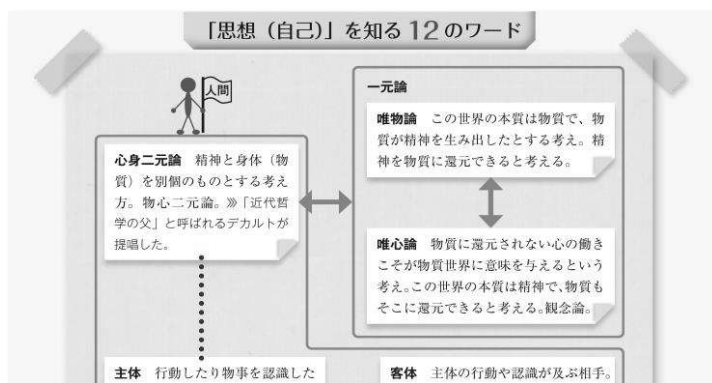 「思想（自己）」を知る12のワード
人間
心身二元論　精神と身体（物
質）を別個のものとする考え
方。物心二元論。》「近代哲
学の父」と呼ばれるデカルトが
提唱した。
一元論
唯物論　この世界の本質は物質で、物
質が精神を生み出したとする考え。精
神を物質に還元できると考える。
唯心論　物質に還元されない心の働き
こそが物質世界に意味を与えるという
考え。この世界の本質は精神で、物質も
そこに還元できると考える。観念論。
主体　行動したり物事を認識した
客体　主体の行動や認識が及ぶ相手。